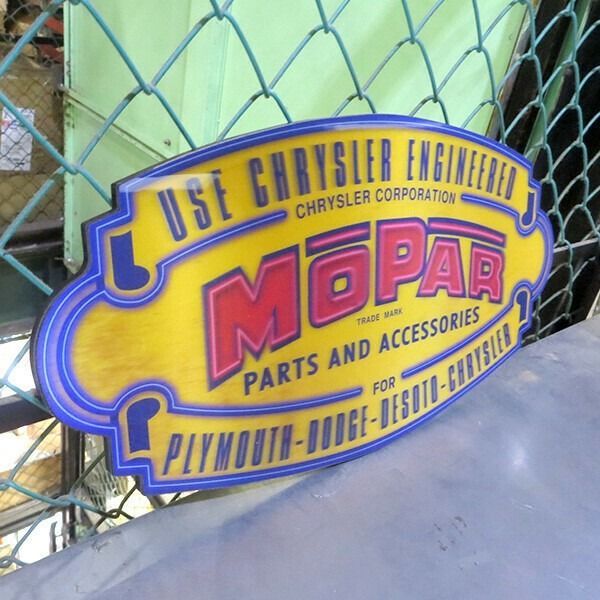 USE CHRYSLER ENGINEERED
CHRYSLER CORPORATION
MOPAR
TRADE MARK
PARTS AND ACCESSORIES
FOR
PLYMOUTH-DODGE-DESOTO-CHRYSLER